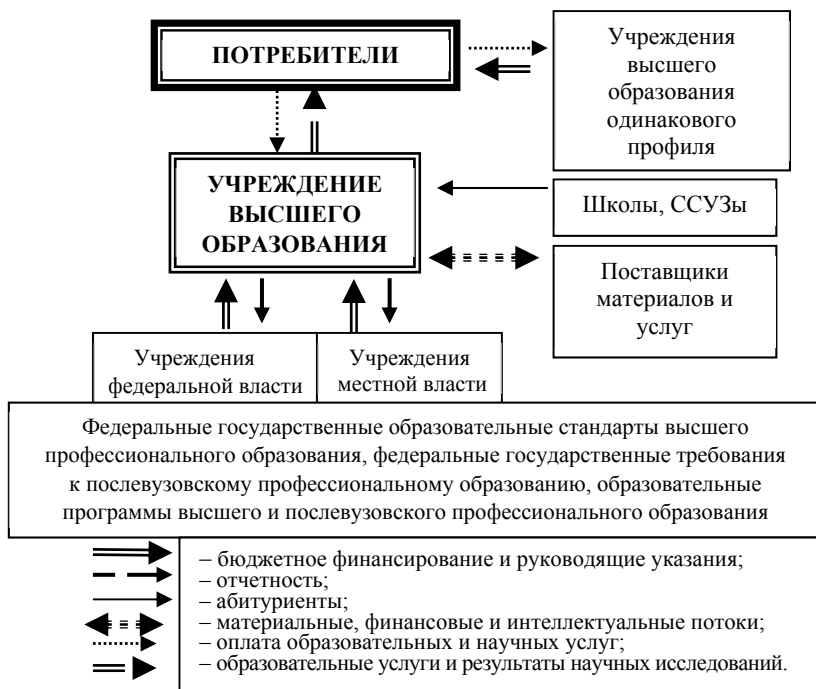 ПОТРЕБИТЕЛИ
Учреждения
высшего
образования
одинакового
профиля
УЧРЕЖДЕНИЕ
ВЫСШЕГО
ОБРАЗОВАНИЯ
Школы, ССУЗы
Поставщики
материалов и
услуг
Учреждения
федеральной власти
Учреждения
местной власти
Федеральные государственные образовательные стандарты высшего
профессионального образования, федеральные государственные требования
к послевузовскому профессиональному образованию, образовательные
программы высшего и послевузовского профессионального образования
– бюджетное финансирование и руководящие указания;
– отчетность;
– абитуриенты;
– материальные, финансовые и интеллектуальные потоки;
– оплата образовательных и научных услуг;
– образовательные услуги и результаты научных исследований.